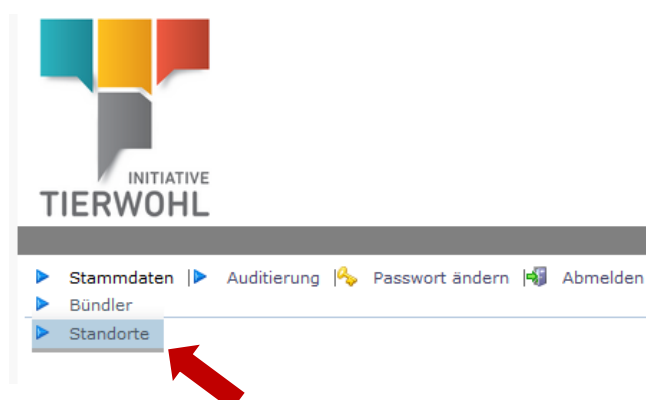 INITIATIVE
TIERWOHL
Stammdaten | Auditierung | Passwort ändern | Abmelden
Bündler
Standorte